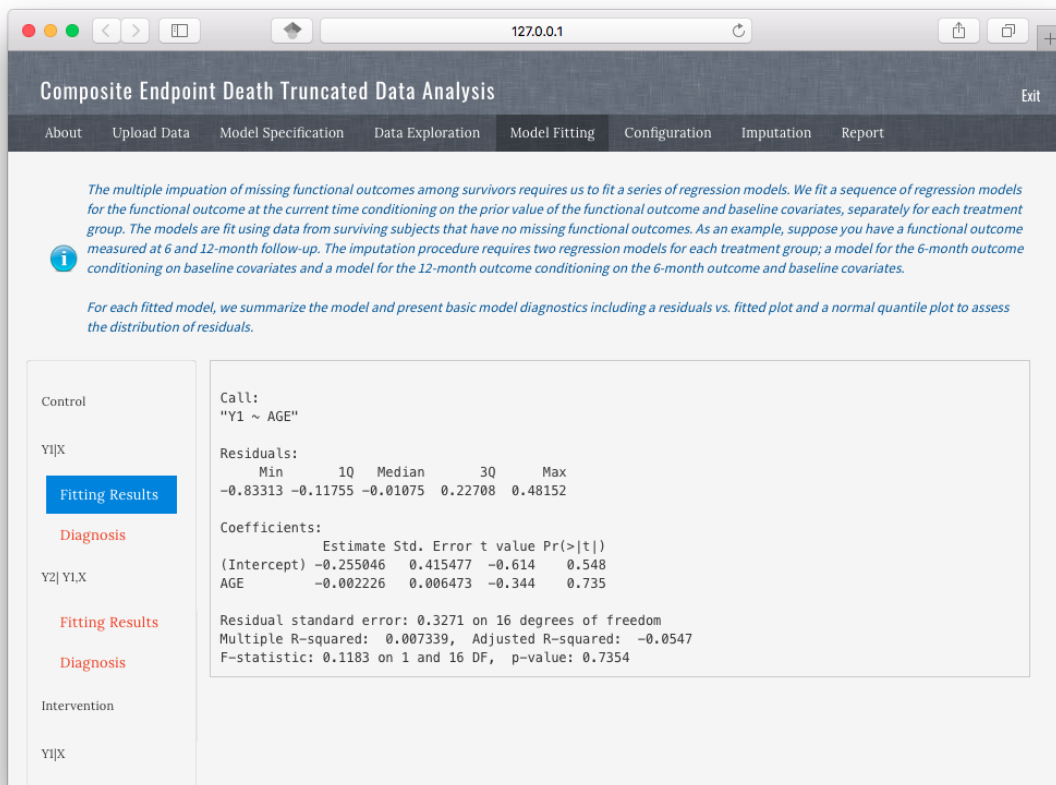 127.0.0.1
Composite Endpoint Death Truncated Data Analysis
Exit
About Upload Data Model Specification Data Exploration Model Fitting Configuration Imputation Report
The multiple impuation of missing functional outcomes among survivors requires us to fit a series of regression models. We fit a sequence of regression models
for the functional outcome at the current time conditioning on the prior value of the functional outcome and baseline covariates, separately for each treatment
group. The models are fit using data from surviving subjects that have no missing functional outcomes. As an example, suppose you have a functional outcome
measured at 6 and 12-month follow-up. The imputation procedure requires two regression models for each treatment group; a model for the 6-month outcome
conditioning on baseline covariates and a model for the 12-month outcome conditioning on the 6-month outcome and baseline covariates.
For each fitted model, we summarize the model and present basic model diagnostics including a residuals vs. fitted plot and a normal quantile plot to assess
the distribution of residuals.
Control
Y1|X
Fitting Results
Diagnosis
Y2| Y1,X
Fitting Results
Diagnosis
Intervention
Y1|X
Call:
"Y1 ~ AGE"
Residuals:
Min 1Q Median 3Q Max
-0.83313 -0.11755 -0.01075 0.22708 0.48152
Coefficients:
Estimate Std. Error t value Pr(>|t|)
(Intercept) -0.255046 0.415477 -0.614 0.548
AGE -0.002226 0.006473 -0.344 0.735
Residual standard error: 0.3271 on 16 degrees of freedom
Multiple R-squared: 0.007339, Adjusted R-squared: -0.0547
F-statistic: 0.1183 on 1 and 16 DF, p-value: 0.7354